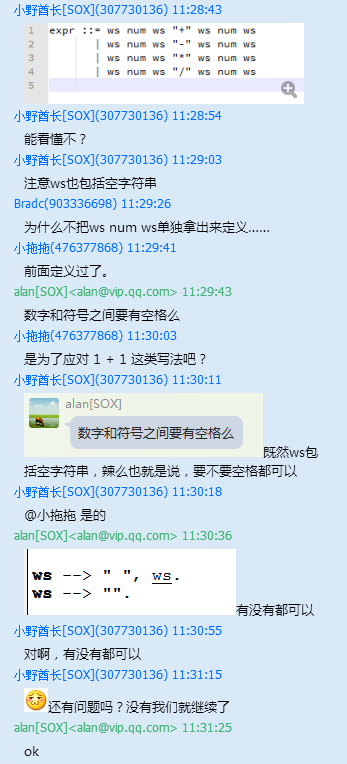 小野酋长[SOX](307730136) 11:28:43
1 expr ::= ws num ws "+" ws num ws
2 | ws num ws "-" ws num ws
3 | ws num ws "*" ws num ws
4 | ws num ws "/" ws num ws
5
小野酋长[SOX](307730136) 11:28:54
能看懂不？
小野酋长[SOX](307730136) 11:29:03
注意ws也包括空字符串
Bradc(903336698) 11:29:26
为什么不把ws num ws单独拿出来定义......
小拖拖(476377868) 11:29:41
前面定义过了。
alan[SOX]<alan@vip.qq.com> 11:29:43
数字和符号之间要有空格么
小拖拖(476377868) 11:30:03
是为了应对 1 + 1 这类写法吧？
小野酋长[SOX](307730136) 11:30:11
alan[SOX]
数字和符号之间要有空格么
既然ws包
括空字符串，辣么也就是说，要不要空格都可以
小野酋长[SOX](307730136) 11:30:18
@小拖拖 是的
alan[SOX]<alan@vip.qq.com> 11:30:36
ws --> " ", ws.
ws --> "".
有没有都可以
小野酋长[SOX](307730136) 11:30:55
对啊，有没有都可以
小野酋长[SOX](307730136) 11:31:15
还有问题吗？没有我们就继续了
alan[SOX]<alan@vip.qq.com> 11:31:25
ok